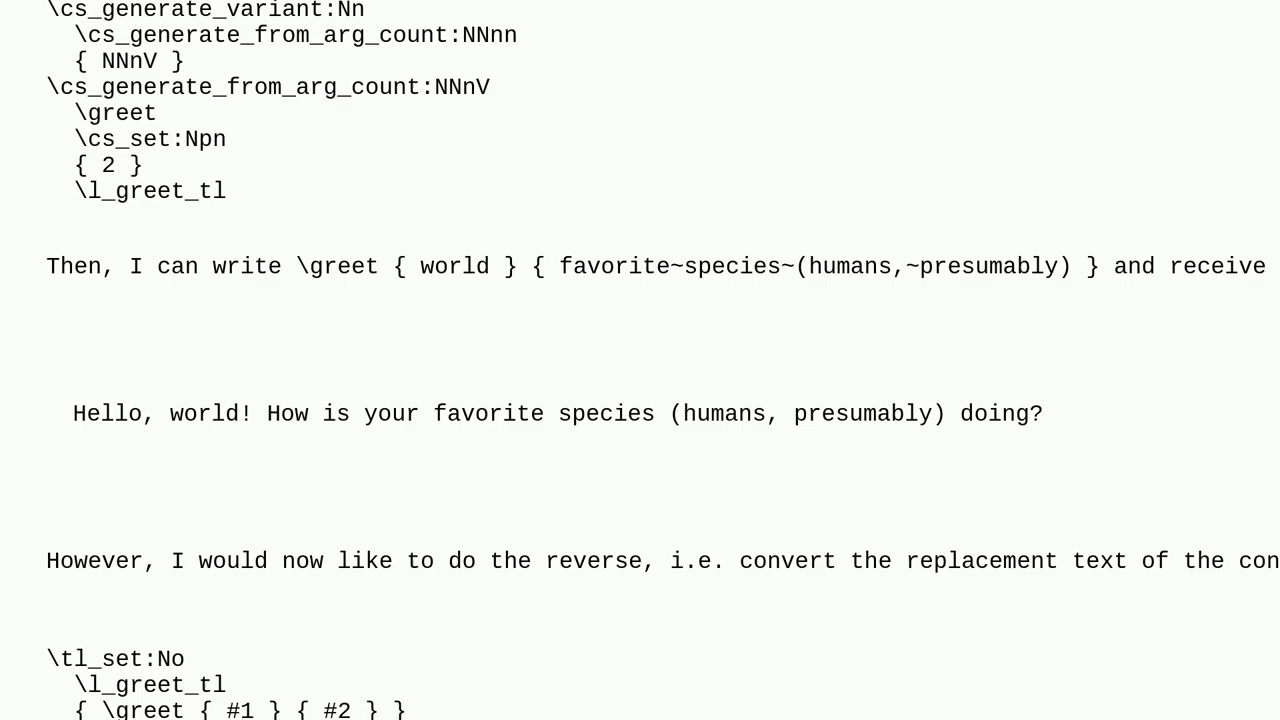 \cs_generate_variant:Nn
\cs_generate_from_arg_count:NNnn
{ NNnV }
\cs_generate_from_arg_count:NNnV
\greet
\cs_set:Npn
{ 2 }
\l_greet_tl
Then, I can write \greet { world } { favorite~species~(humans,~presumably) } and receive
Hello, world! How is your favorite species (humans, presumably) doing?
However, I would now like to do the reverse, i.e. convert the replacement text of the con
\tl_set:No
\l_greet_tl
{ \greet { #1 } { #2 } }